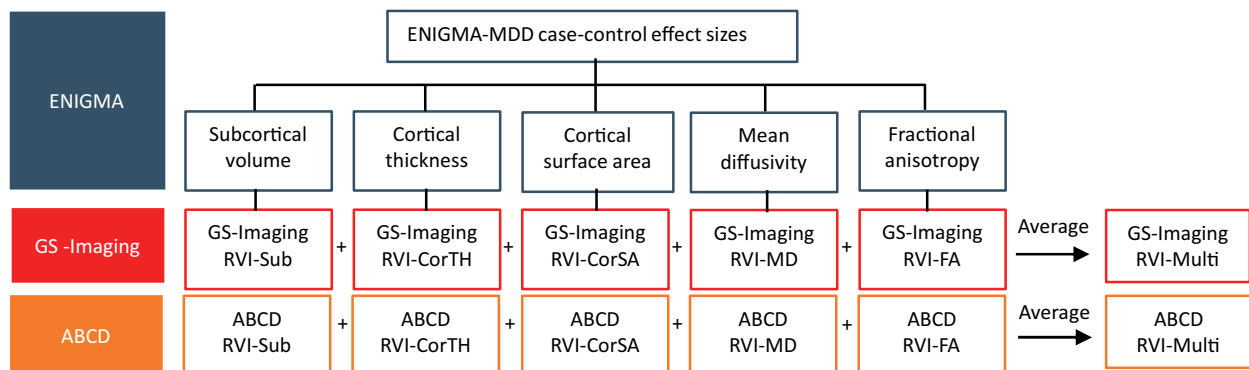 ENIGMA-MDD case-control effect sizes
ENIGMA
Subcortical
volume
Cortical
thickness
Cortical
surface area
Mean
diffusivity
Fractional
anisotropy
GS -Imaging
GS-Imaging
RVI-Sub
+
GS-Imaging
RVI-CorTH
+
GS-Imaging
RVI-CorSA
+
GS-Imaging
RVI-MD
+
GS-Imaging
RVI-FA
Average
GS-Imaging
RVI-Multi
ABCD
ABCD
RVI-Sub
+
ABCD
RVI-CorTH
+
ABCD
RVI-CorSA
+
ABCD
RVI-MD
+
ABCD
RVI-FA
Average
ABCD
RVI-Multi